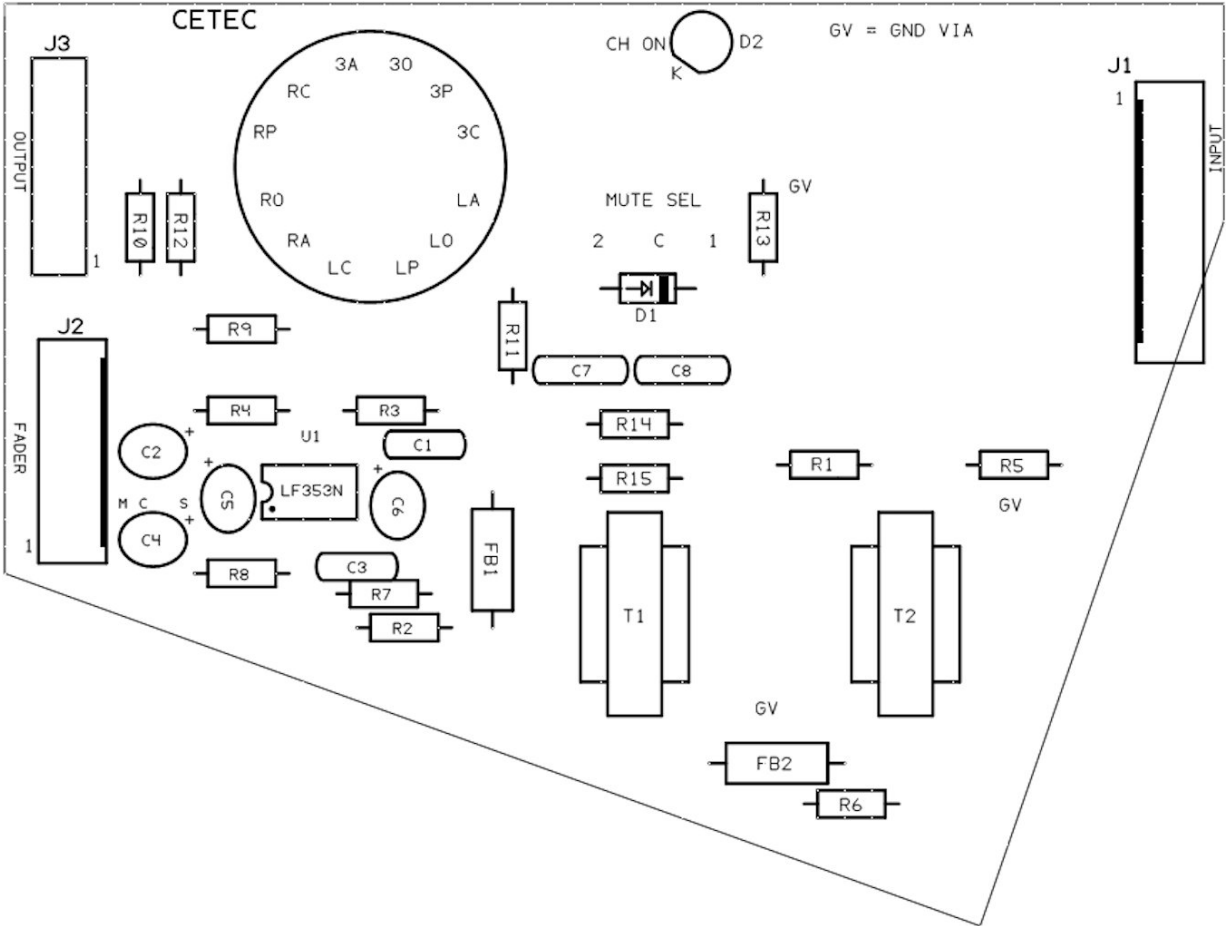 CETEC
GV = GND VIA
J3
CH ON
D2
K
J1
1
OUTPUT
INPUT
3A
3O
RC
3P
RP
3C
RO
LA
RA
LO
LC
LP
R10
R12
1
MUTE SEL
2 C 1
GV
R13
D1
J2
R9
R11
C7
C8
R4
R3
R14
FADER
C2
+
U1
C1
R15
R1
R5
GV
M C S
+
C5
+
LF353N
+
C6
C4
1
R8
C3
R7
R2
FB1
T1
T2
GV
FB2
R6